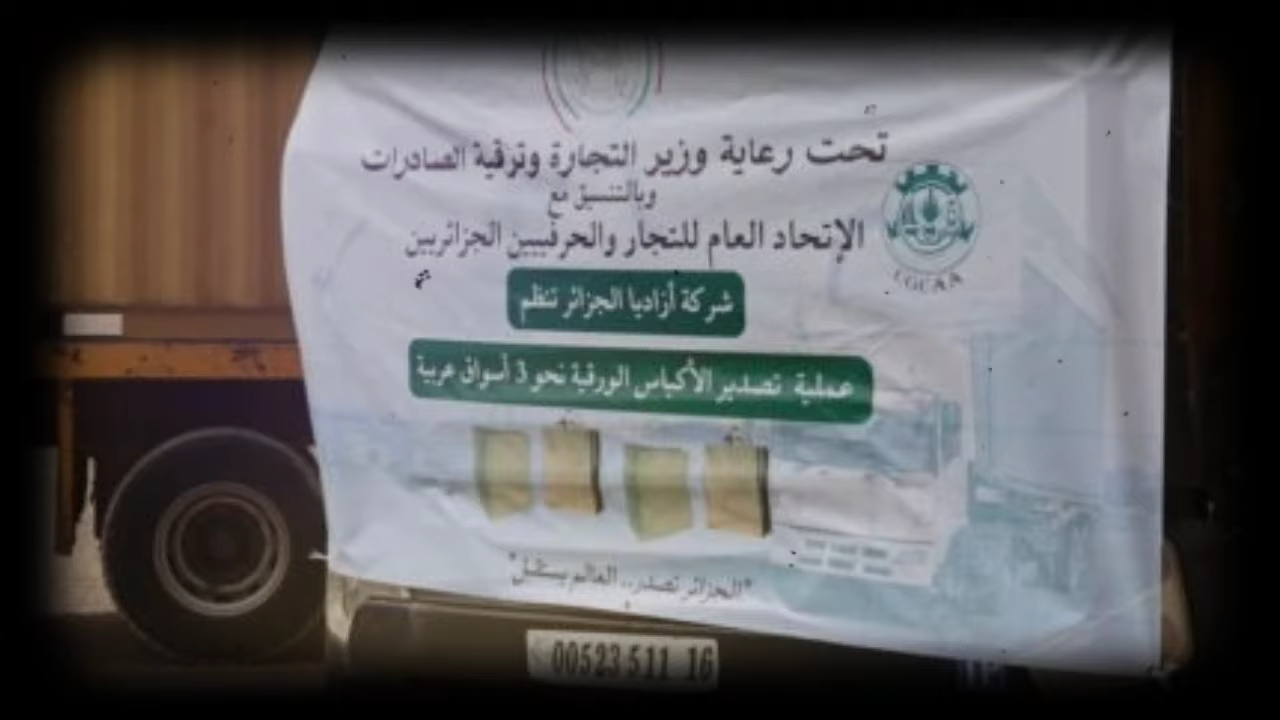 تحت رعاية وزير التجارة وترقية الصادرات
وبالتنسيق مع
الإتحاد العام للتجار والحرفيين الجزائريين
UGCAA
شركة أزاديا الجزائر تنظم
عملية تصدير الأكياس الورقية نحو 3 أسواق عربية
"الجزائر تصدر.. العالم يستقبل"
00523 511 16